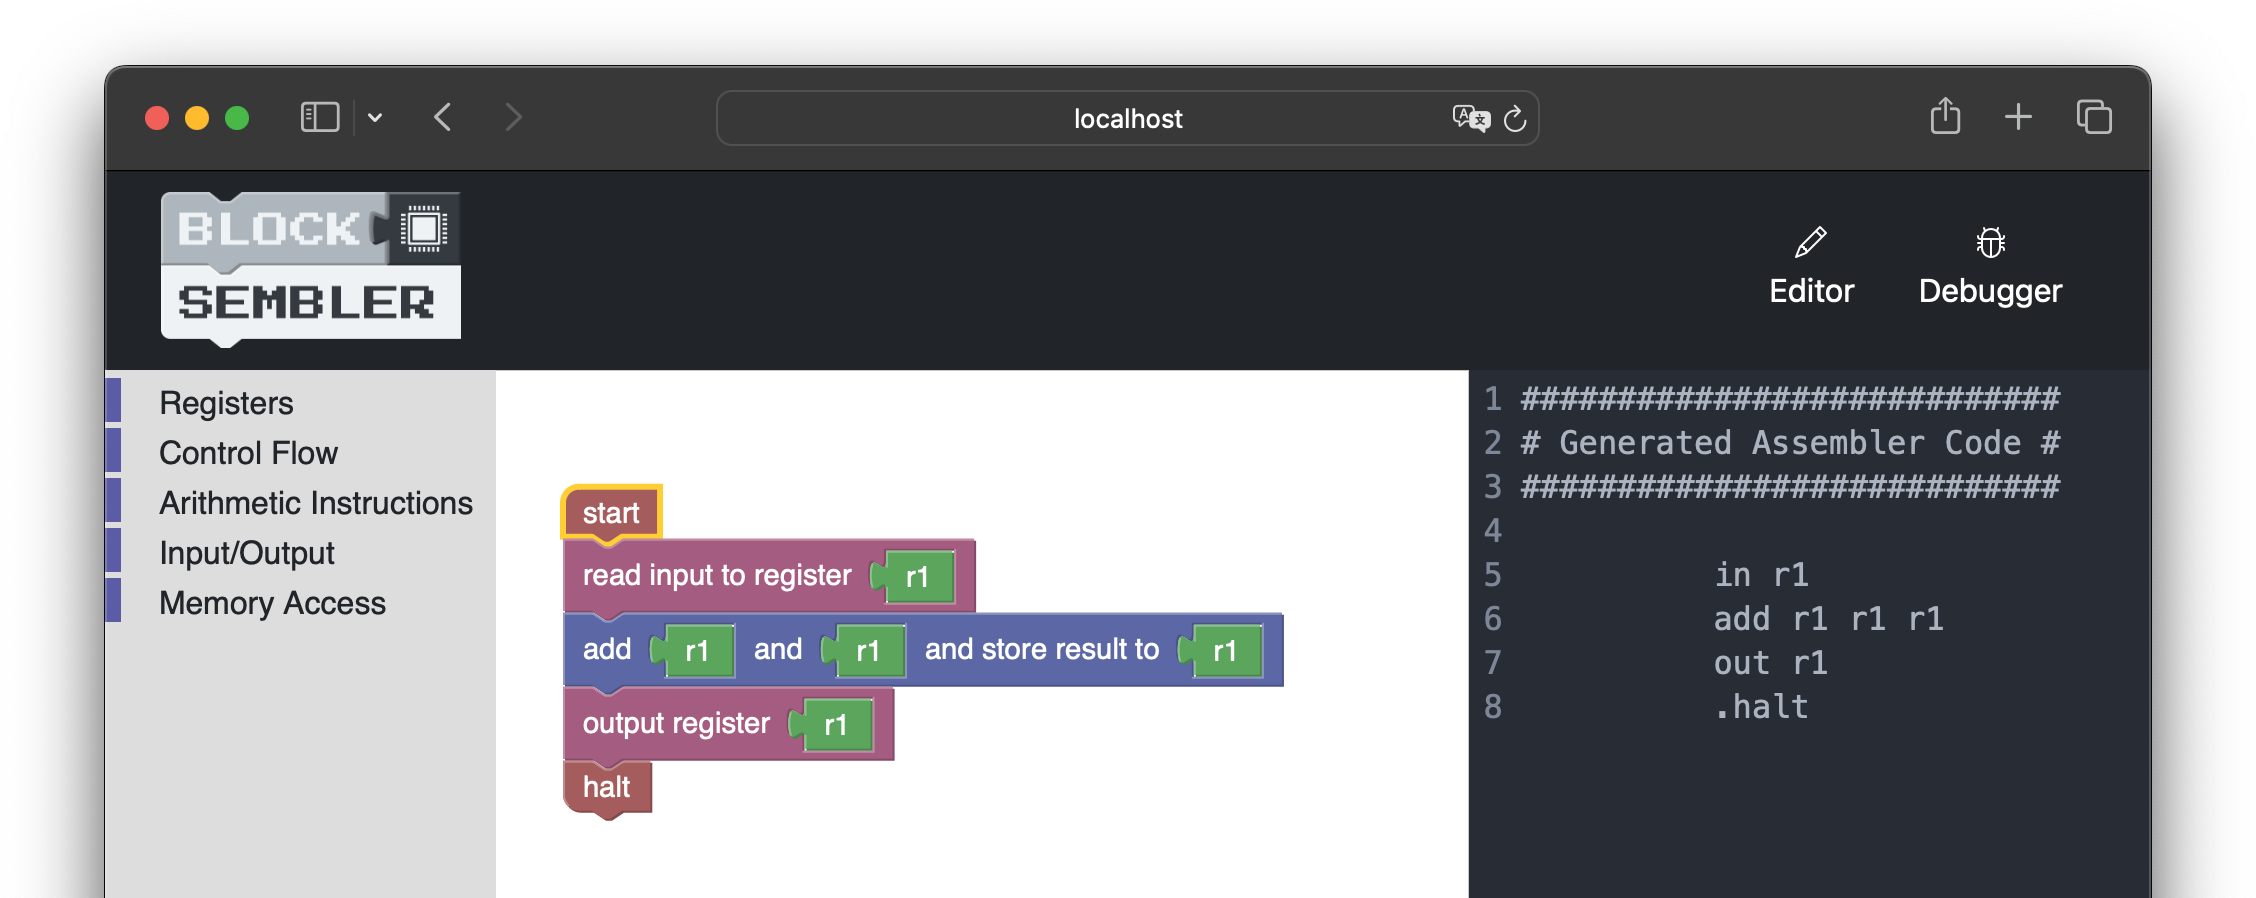 localhost
BLOCK
SEMBLER
Editor
Debugger
Registers
Control Flow
Arithmetic Instructions
Input/Output
Memory Access
start
read input to register r1
add r1 and r1 and store result to r1
output register r1
halt
1 ############################
2 # Generated Assembler Code #
3 ############################
4
5 in r1
6 add r1 r1 r1
7 out r1
8 .halt